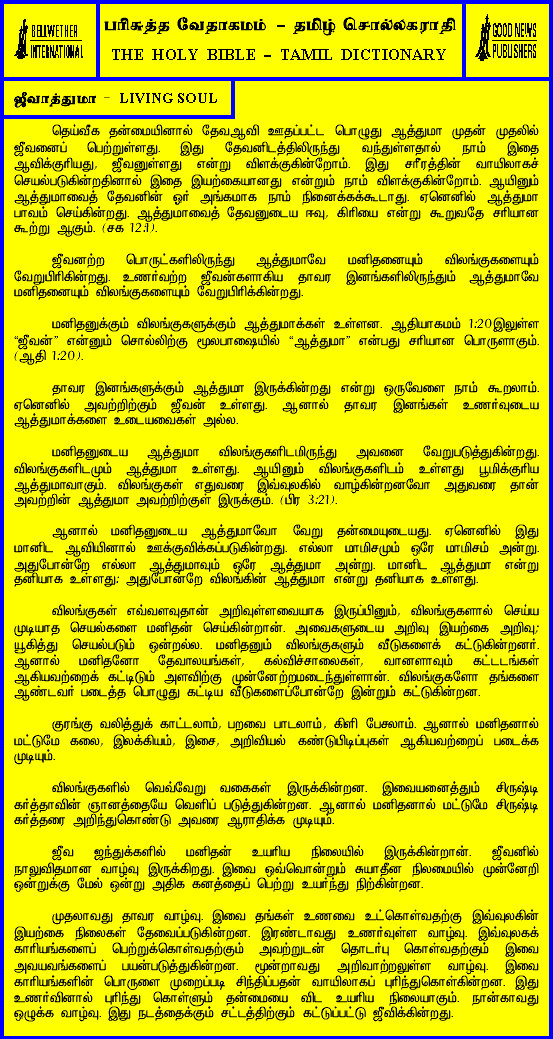 BELLWETHER
INTERNATIONAL
பரிசுத்த வேதாகமம் - தமிழ் சொல்லகராதி
THE HOLY BIBLE - TAMIL DICTIONARY
GOOD NEWS
PUBLISHERS
ஜீவாத்துமா - LIVING SOUL
தெய்வீக தன்மையினால் தேவஆவி ஊதப்பட்ட பொழுது ஆத்துமா முதன் முதலில்
ஜீவனைப் பெற்றுள்ளது. இது தேவனிடத்திலிருந்து வந்துள்ளதால் நாம் இதை
ஆவிக்குரியது, ஜீவனுள்ளது என்று விளக்குகின்றோம். இது சரீரத்தின் வாயிலாகச்
செயல்படுகின்றதினால் இதை இயற்கையானது என்றும் நாம் விளக்குகின்றோம். ஆயினும்
ஆத்துமாவைத் தேவனின் ஓர் அங்கமாக நாம் நினைக்கக்கூடாது. ஏனெனில் ஆத்துமா
பாவம் செய்கின்றது. ஆத்துமாவைத் தேவனுடைய ஈவு, கிரியை என்று கூறுவதே சரியான
கூற்று ஆகும். (சக 12:1).
ஜீவனற்ற பொருட்களிலிருந்து ஆத்துமாவே மனிதனையும் விலங்குகளையும்
வேறுபிரிகின்றது. உணர்வற்ற ஜீவன்களாகிய தாவர இனங்களிலிருந்தும் ஆத்துமாவே
மனிதனையும் விலங்குகளையும் வேறுபிரிக்கின்றது.
மனிதனுக்கும் விலங்குகளுக்கும் ஆத்துமாக்கள் உள்ளன. ஆதியாகமம் 1:20இலுள்ள
“ஜீவன்” என்னும் சொல்லிற்கு மூலபாஷையில் “ஆத்துமா” என்பது சரியான பொருளாகும்.
(ஆதி 1:20).
தாவர இனங்களுக்கும் ஆத்துமா இருக்கின்றது என்று ஒருவேளை நாம் கூறலாம்.
ஏனெனில் அவற்றிற்கும் ஜீவன் உள்ளது. ஆனால் தாவர இனங்கள் உணர்வுடைய
ஆத்துமாக்களை உடையவைகள் அல்ல.
மனிதனுடைய ஆத்துமா விலங்குகளிடமிருந்து அவனை வேறுபடுத்துகின்றது.
விலங்குகளிடமும் ஆத்துமா உள்ளது. ஆயினும் விலங்குகளிடம் உள்ளது பூமிக்குரிய
ஆத்துமாவாகும். விலங்குகள் எதுவரை இவ்வுலகில் வாழ்கின்றனவோ அதுவரை தான்
அவற்றின் ஆத்துமா அவற்றிற்குள் இருக்கும். (பிர 3:21).
ஆனால் மனிதனுடைய ஆத்துமாவோ வேறு தன்மையுடையது. ஏனெனில் இது
மானிட ஆவியினால் ஊக்குவிக்கப்படுகின்றது. எல்லா மாமிசமும் ஒரே மாமிசம் அன்று.
அதுபோன்றே எல்லா ஆத்துமாவும் ஒரே ஆத்துமா அன்று. மானிட ஆத்துமா என்று
தனியாக உள்ளது; அதுபோன்றே விலங்கின் ஆத்துமா என்று தனியாக உள்ளது.
விலங்குகள் எவ்வளவுதான் அறிவுள்ளவையாக இருப்பினும், விலங்குகளால் செய்ய
முடியாத செயல்களை மனிதன் செய்கின்றான். அவைகளுடைய அறிவு இயற்கை அறிவு;
யூகித்து செயல்படும் ஒன்றல்ல. மனிதனும் விலங்குகளும் வீடுகளைக் கட்டுகின்றனர்.
ஆனால் மனிதனோ தேவாலயங்கள், கல்விச்சாலைகள், வானளாவும் கட்டடங்கள்
ஆகியவற்றைக் கட்டிடும் அளவிற்கு முன்னேற்றமடைந்துள்ளான். விலங்குகளோ தங்களை
ஆண்டவர் படைத்த பொழுது கட்டிய வீடுகளைப்போன்றே இன்றும் கட்டுகின்றன.
குரங்கு வலித்துக் காட்டலாம், பறவை பாடலாம், கிளி பேசலாம். ஆனால் மனிதனால்
மட்டுமே கலை, இலக்கியம், இசை, அறிவியல் கண்டுபிடிப்புகள் ஆகியவற்றைப் படைக்க
முடியும்.
விலங்குகளில் வெவ்வேறு வகைகள் இருக்கின்றன. இவையனைத்தும் சிருஷ்டி
கர்த்தாவின் ஞானத்தையே வெளிப் படுத்துகின்றன. ஆனால் மனிதனால் மட்டுமே சிருஷ்டி
கர்த்தரை அறிந்துகொண்டு அவரை ஆராதிக்க முடியும்.
ஜீவ ஐந்துக்களில் மனிதன் உயரிய நிலையில் இருக்கின்றான். ஜீவனில்
நாலுவிதமான வாழ்வு இருக்கிறது. இவை ஒவ்வொன்றும் சுயாதீன நிலமையில் முன்னேறி
ஒன்றுக்கு மேல் ஒன்று அதிக கனத்தைப் பெற்று உயர்ந்து நிற்கின்றன.
முதலாவது தாவர வாழ்வு. இவை தங்கள் உணவை உட்கொள்வதற்கு இவ்வுலகின்
இயற்கை நிலைகள் தேவைப்படுகின்றன. இரண்டாவது உணர்வுள்ள வாழ்வு. இவ்வுலகக்
காரியங்களைப் பெற்றுக்கொள்வதற்கும் அவற்றுடன் தொடர்பு கொள்வதற்கும் இவை
அவயவங்களைப் பயன்படுத்துகின்றன. மூன்றாவது அறிவாற்றலுள்ள வாழ்வு. இவை
காரியங்களின் பொருளை முறைப்படி சிந்திப்பதன் வாயிலாகப் புரிந்துகொள்கின்றன. இது
உணர்வினால் புரிந்து கொள்ளும் தன்மையை விட உயரிய நிலையாகும். நான்காவது
ஒழுக்க வாழ்வு. இது நடத்தைக்கும் சட்டத்திற்கும் கட்டுப்பட்டு ஜீவிக்கின்றது.